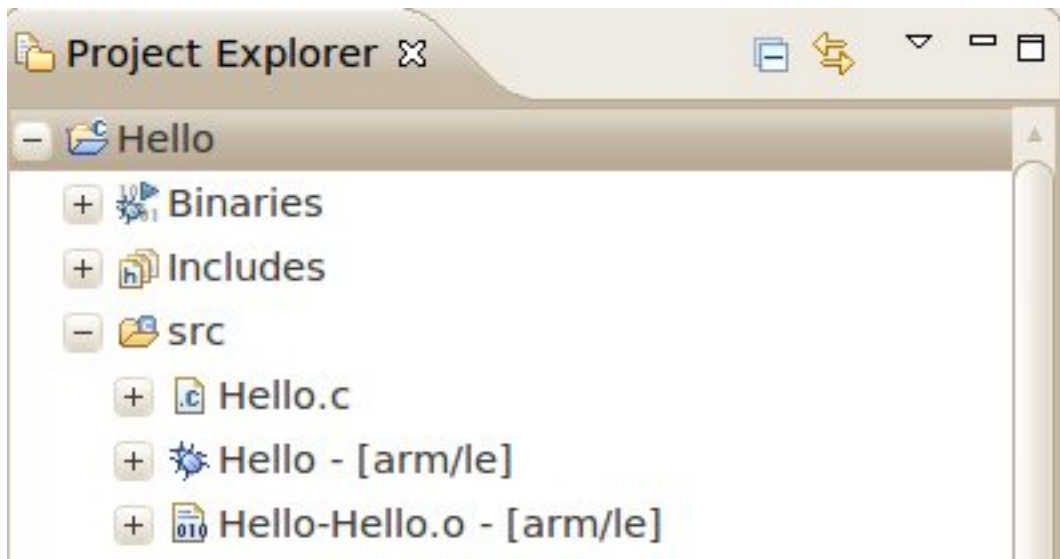 Project Explorer
Hello
Binaries
Includes
src
Hello.c
Hello - [arm/le]
Hello-Hello.o - [arm/le]